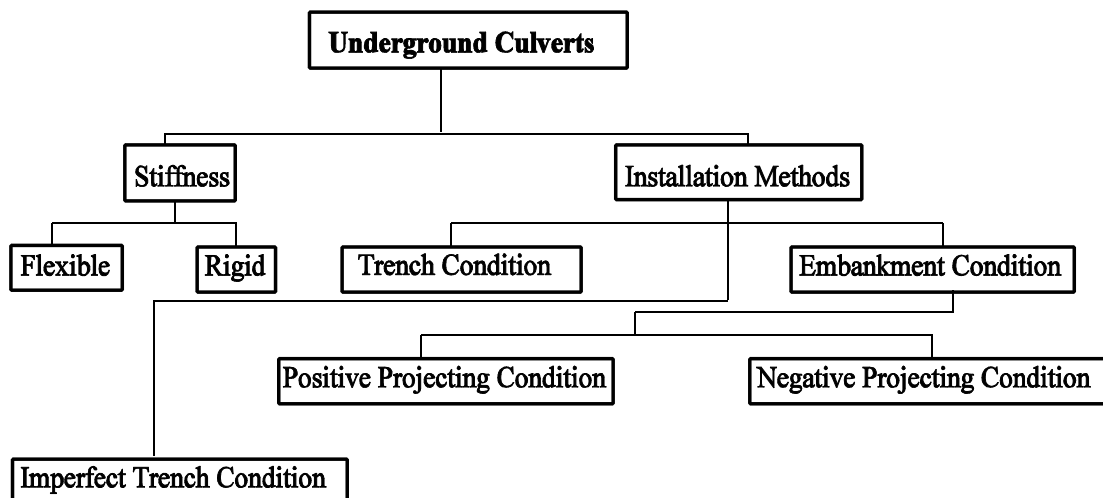 Underground Culverts
Stiffness
Installation Methods
Flexible
Rigid
Trench Condition
Embankment Condition
Positive Projecting Condition
Negative Projecting Condition
Imperfect Trench Condition